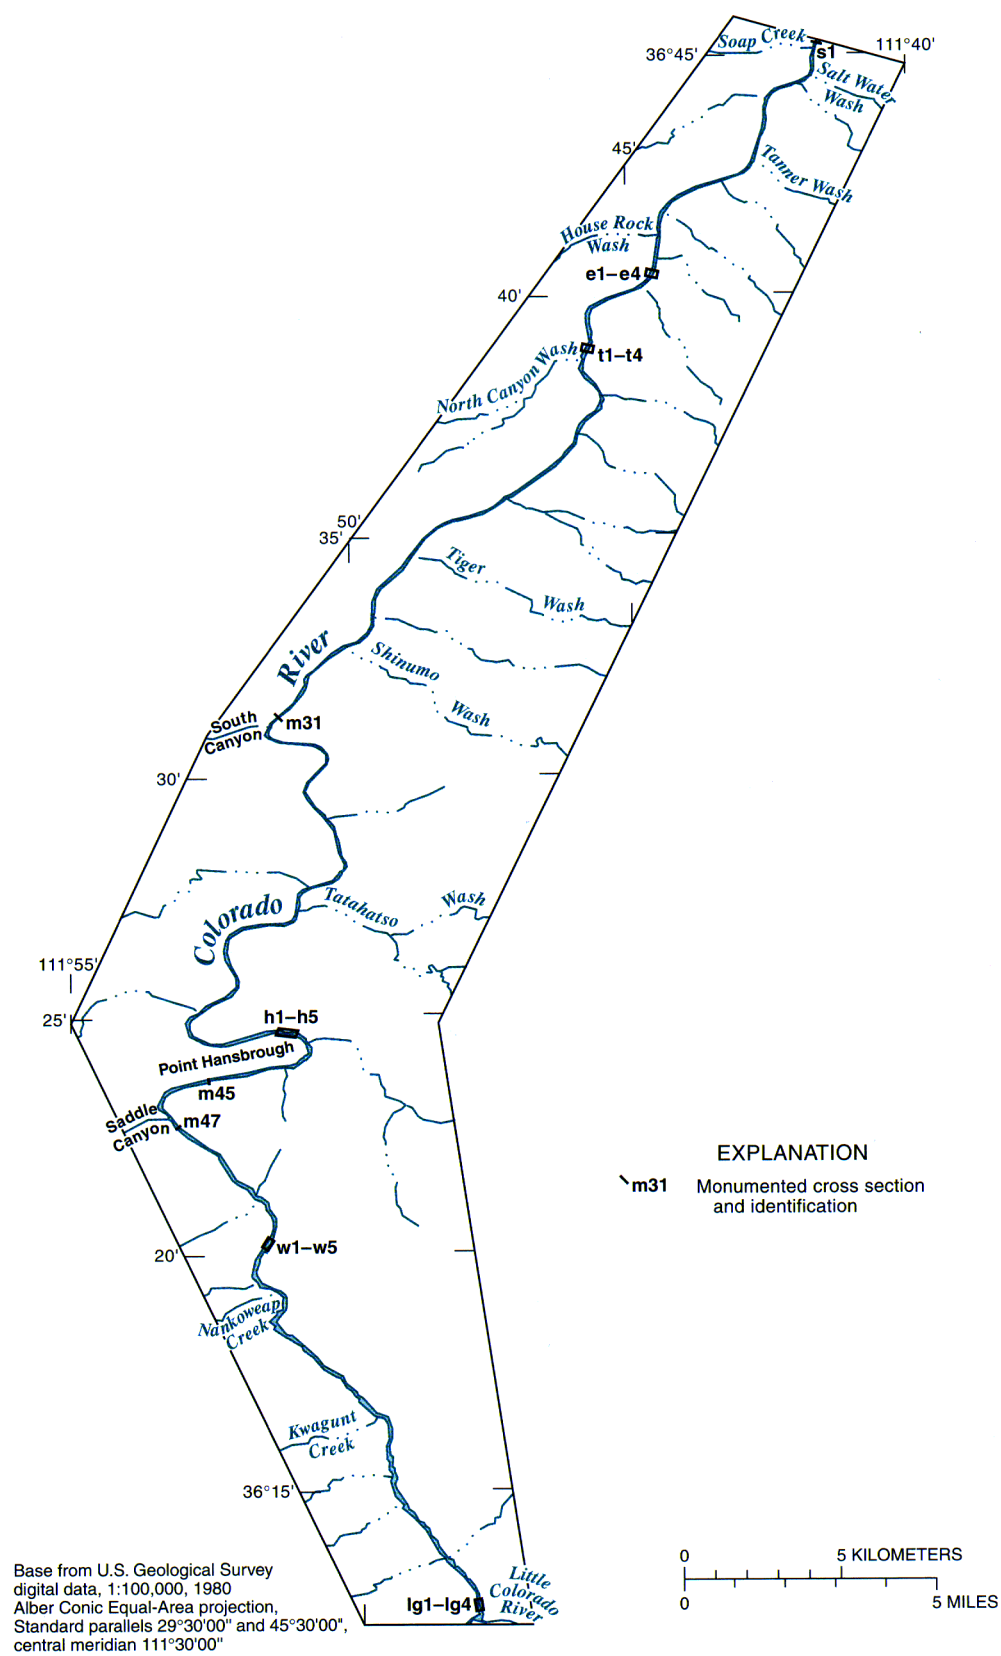 Soap Creek
s1
111°40'
36°45'
Salt Water
Wash
45'
Tanner Wash
House Rock
Wash
e1–e4
40'
t1–t4
North Canyon Wash
50'
35'
Tiger
Wash
River
Shinumo
Wash
South
Canyon
m31
30'
Colorado
Tatahatso
Wash
111°55'
25'
h1–h5
Point Hansbrough
m45
Saddle
Canyon
m47
EXPLANATION
m31 Monumented cross section
and identification
w1–w5
20'
Nankoweap
Creek
Kwagunt
Creek
36°15'
Little
Colorado
River
lg1–lg4
Base from U.S. Geological Survey
digital data, 1:100,000, 1980
Alber Conic Equal-Area projection,
Standard parallels 29°30'00" and 45°30'00",
central meridian 111°30'00"
0 5 KILOMETERS
0 5 MILES